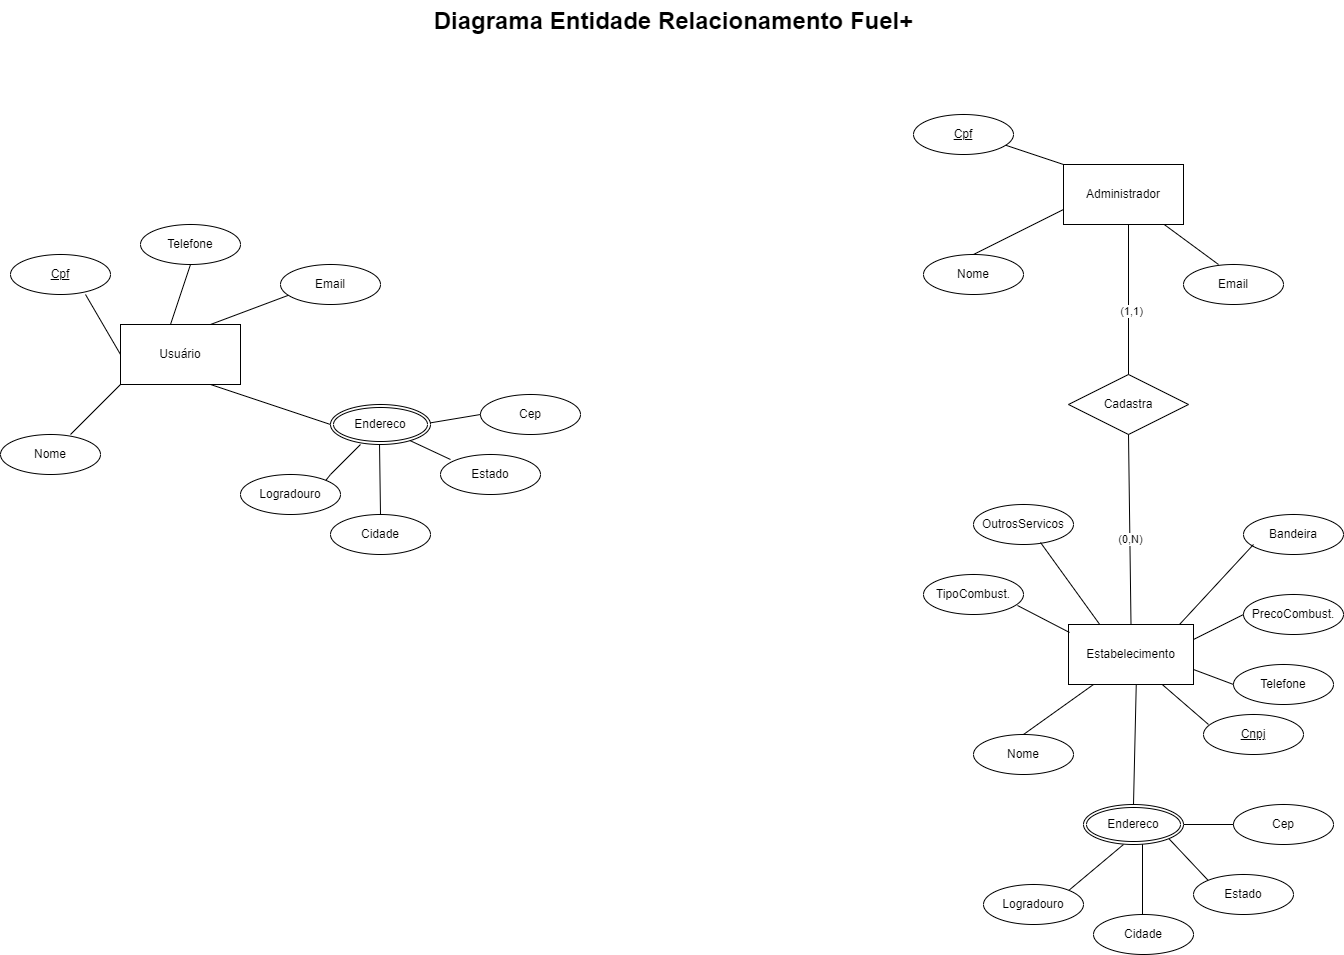 Diagrama Entidade Relacionamento Fuel+
Cpf
Administrador
Nome
Email
(1,1)
Cadastra
(0,N)
Telefone
Cpf
Email
Usuário
Nome
Endereco
Cep
Estado
Logradouro
Cidade
OutrosServicos
Bandeira
TipoCombust.
PrecoCombust.
Estabelecimento
Telefone
Cnpj
Nome
Endereco
Cep
Estado
Logradouro
Cidade